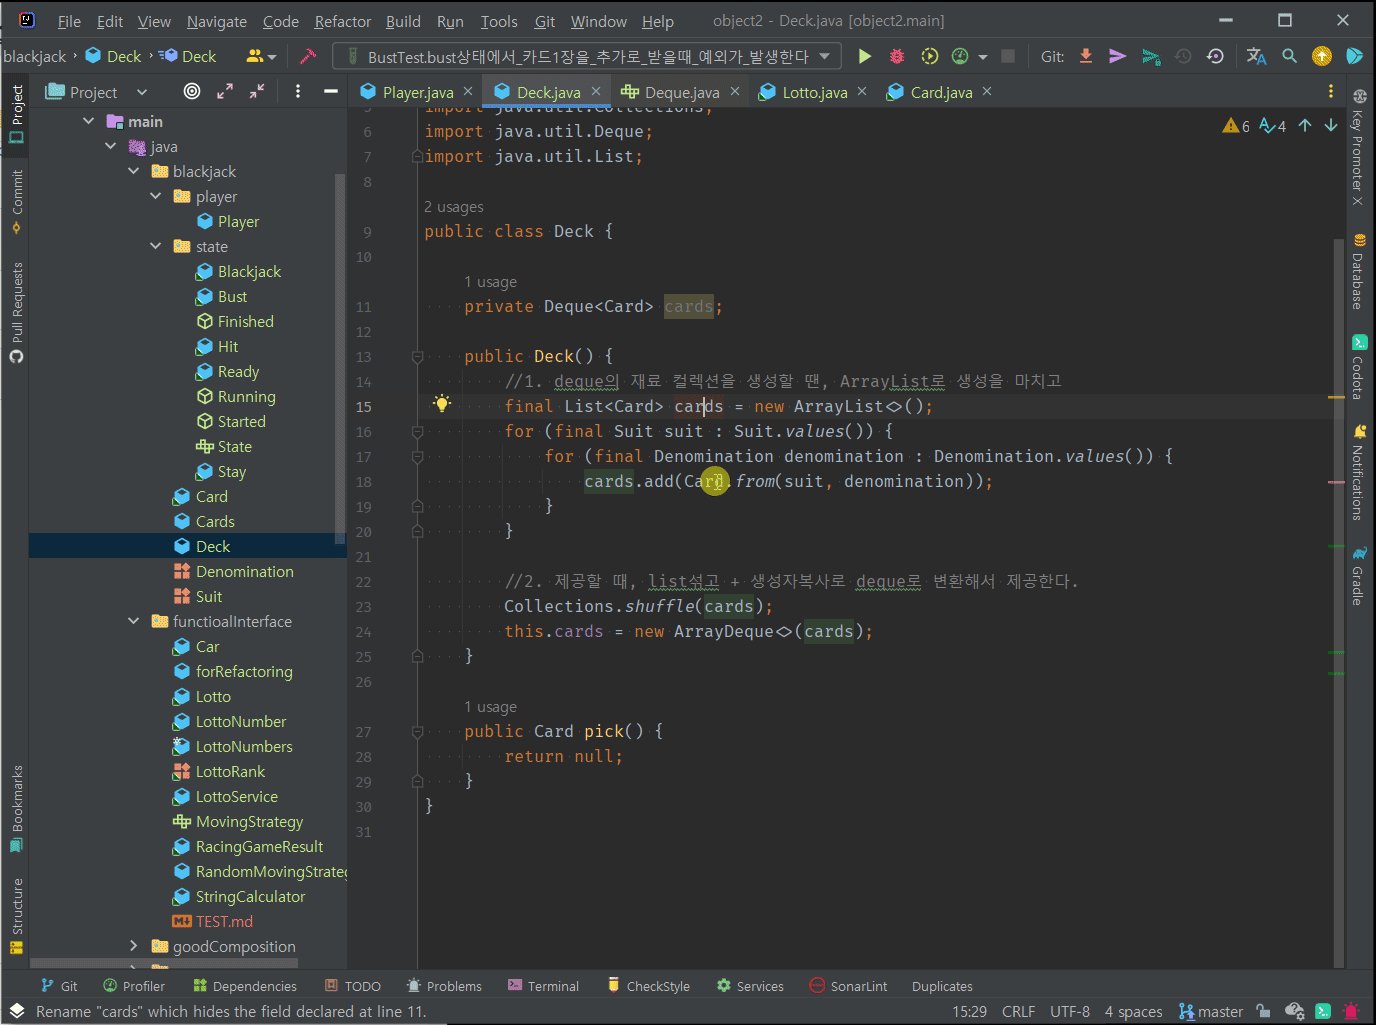 File Edit View Navigate Code Refactor Build Run Tools Git Window Help object2 - Deck.java [object2.main]
blackjack Deck Deck BustTest.bust상태에서_카드1장을_추가로_받을때_예외가_발생한다 Git:
Project Player.java Deck.java Deque.java Lotto.java Card.java
Project
Commit
Pull Requests
Bookmarks
Structure
main
java
blackjack
player
Player
state
Blackjack
Bust
Finished
Hit
Ready
Running
Started
State
Stay
Card
Cards
Deck
Denomination
Suit
functioalInterface
Car
forRefactoring
Lotto
LottoNumber
LottoNumbers
LottoRank
LottoService
MovingStrategy
RacingGameResult
RandomMovingStrateg
StringCalculator
TEST.md
goodComposition
6 4
import java.util.Collections;
6 import java.util.Deque;
7 import java.util.List;
8
2 usages
9 public class Deck {
10
1 usage
11 private Deque<Card> cards;
12
13 public Deck() {
14 //1. deque의 재료 컬렉션을 생성할 땐, ArrayList로 생성을 마치고
15 final List<Card> cards = new ArrayList<>();
16 for (final Suit suit : Suit.values()) {
17 for (final Denomination denomination : Denomination.values()) {
18 cards.add(Card.from(suit, denomination));
19 }
20 }
21
22 //2. 제공할 때, list섞고 + 생성자복사로 deque로 변환해서 제공한다.
23 Collections.shuffle(cards);
24 this.cards = new ArrayDeque<>(cards);
25 }
26
1 usage
27 public Card pick() {
28 return null;
29 }
30 }
31
Key Promoter X
Database
Codota
Notifications
Gradle
Git Profiler Dependencies TODO Problems Terminal CheckStyle Services SonarLint Duplicates
Rename "cards" which hides the field declared at line 11. 15:29 CRLF UTF-8 4 spaces master